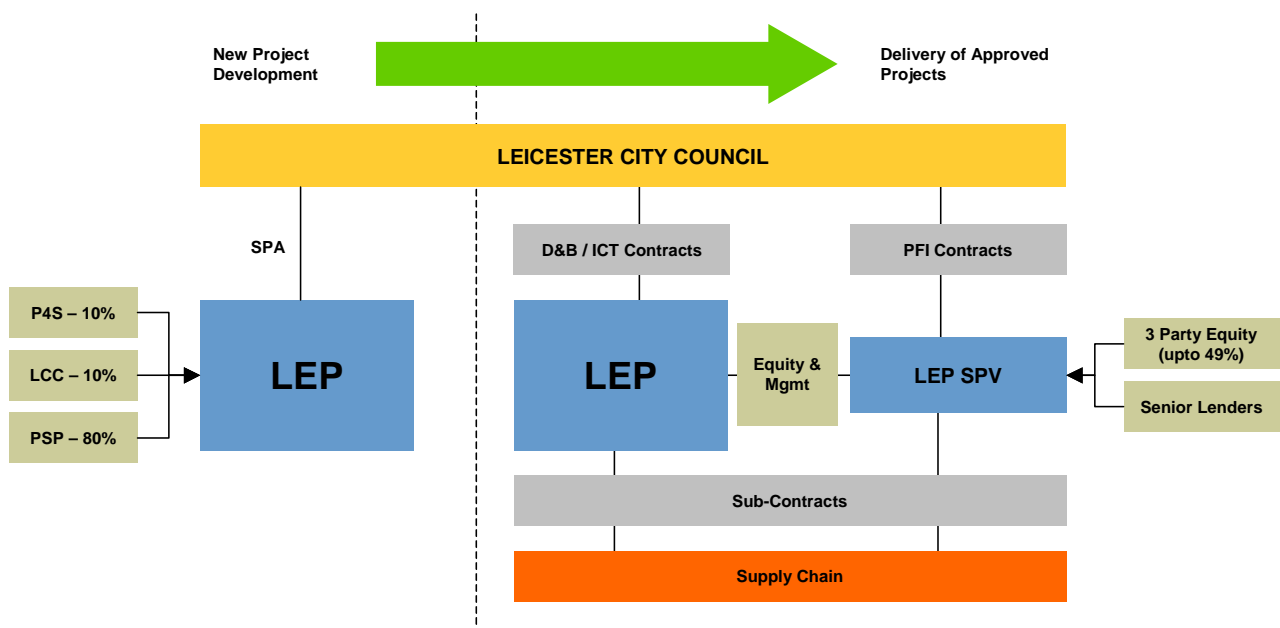 New Project
Development
Delivery of Approved
Projects
LEICESTER CITY COUNCIL
SPA
D&B / ICT Contracts
PFI Contracts
P4S – 10%
LCC – 10%
PSP – 80%
LEP
LEP
Equity &
Mgmt
LEP SPV
3 Party Equity
(upto 49%)
Senior Lenders
Sub-Contracts
Supply Chain